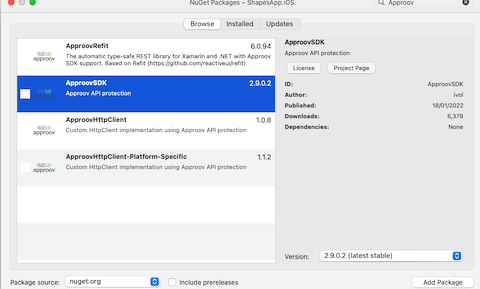 NuGet Packages – ShapesApp.iOS
Approov
Browse Installed Updates
ApproovRefit 6.0.94
The automatic type-safe REST library for Xamarin and .NET with Approov
SDK support. Based on Refit (https://github.com/reactiveui/refit)
approov
ApproovSDK 2.9.0.2
Approov API protection
approov
ApproovHttpClient 1.0.8
Custom HttpClient implementation using Approov API protection
approov
ApproovHttpClient-Platform-Specific 1.1.2
Custom HttpClient implementation using Approov API protection
approov
ApproovSDK
Approov API protection
License Project Page
ID: ApproovSDK
Author: ivol
Published: 18/01/2022
Downloads: 6,379
Dependencies: None
Version: 2.9.0.2 (latest stable)
Package source: nuget.org Include prereleases Add Package